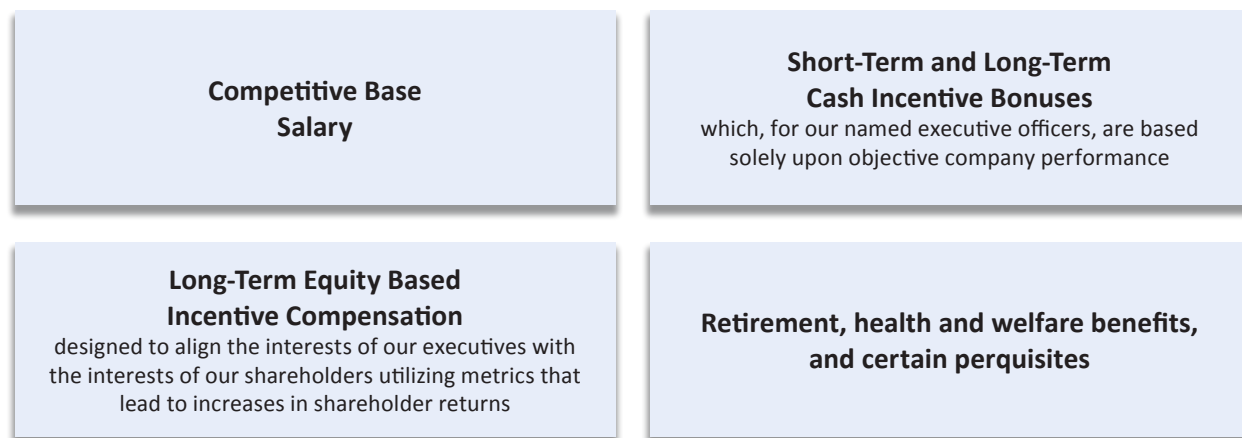 Competitive Base
Salary
Short-Term and Long-Term
Cash Incentive Bonuses
which, for our named executive officers, are based
solely upon objective company performance
Long-Term Equity Based
Incentive Compensation
designed to align the interests of our executives with
the interests of our shareholders utilizing metrics that
lead to increases in shareholder returns
Retirement, health and welfare benefits,
and certain perquisites